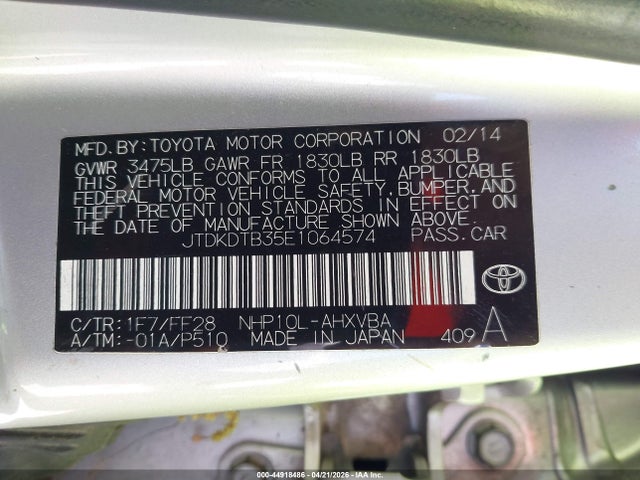 MFD.BY:TOYOTA MOTOR CORPORATION 02/14
GVWR 3475LB GAWR FR 1830LB RR 1830LB
THIS VEHICLE CONFORMS TO ALL APPLICABLE
FEDERAL MOTOR VEHICLE SAFETY,BUMPER,AND
THEFT PREVENTION STANDARDS IN EFFECT ON
THE DATE OF MANUFACTURE SHOWN ABOVE.
JTDKDTB35E1064574 PASS.CAR
C/TR:1F7/FF28 NHP10L-AHXVBA
A/TM:-01A/P510 MADE IN JAPAN 409 A
000-44918486 - 04/21/2026 - IAAI.COM